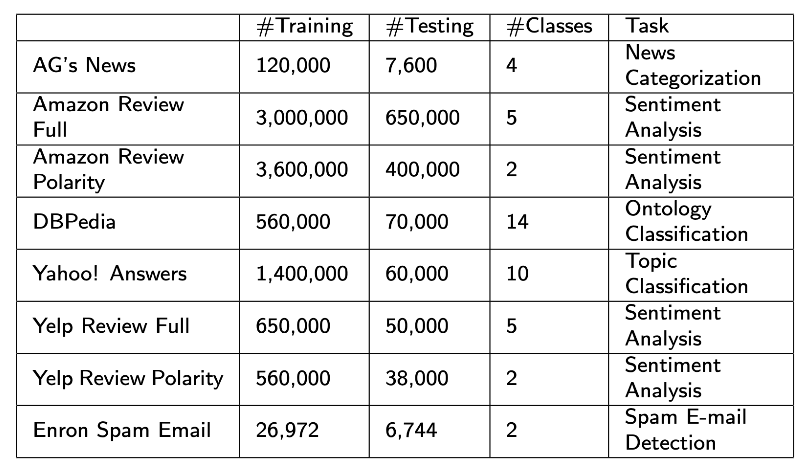 #Training #Testing #Classes Task
AG's News 120,000 7,600 4 News
Categorization
Amazon Review
Full 3,000,000 650,000 5 Sentiment
Analysis
Amazon Review
Polarity 3,600,000 400,000 2 Sentiment
Analysis
DBPedia 560,000 70,000 14 Ontology
Classification
Yahoo! Answers 1,400,000 60,000 10 Topic
Classification
Yelp Review Full 650,000 50,000 5 Sentiment
Analysis
Yelp Review Polarity 560,000 38,000 2 Sentiment
Analysis
Enron Spam Email 26,972 6,744 2 Spam E-mail
Detection